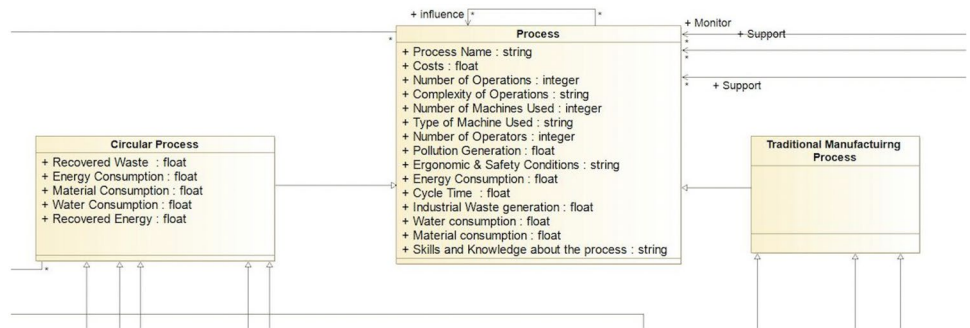 + influence
*
*
+ Monitor
+ Support
*
*
*
*
+ Support
Process
+ Process Name : string
+ Costs : float
+ Number of Operations : integer
+ Complexity of Operations : string
+ Number of Machines Used : integer
+ Type of Machine Used : string
+ Number of Operators : integer
+ Pollution Generation : float
+ Ergonomic & Safety Conditions : string
+ Energy Consumption : float
+ Cycle Time : float
+ Industrial Waste generation : float
+ Water consumption : float
+ Material consumption : float
+ Skills and Knowledge about the process : string
Circular Process
+ Recovered Waste : float
+ Energy Consumption : float
+ Material Consumption : float
+ Water Consumption : float
+ Recovered Energy : float
*
Traditional Manufactuirng
Process